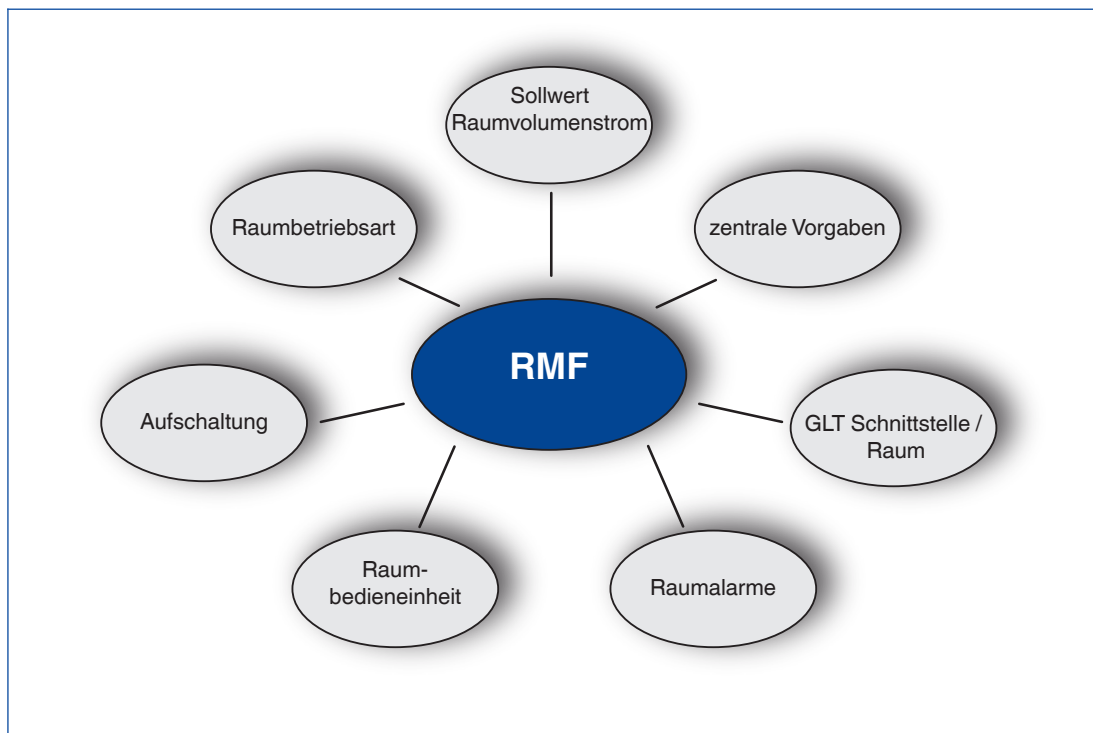 Sollwert
Raumvolumenstrom
Raumbetriebsart
zentrale Vorgaben
RMF
Aufschaltung
GLT Schnittstelle /
Raum
Raum-
bedieneinheit
Raumalarme